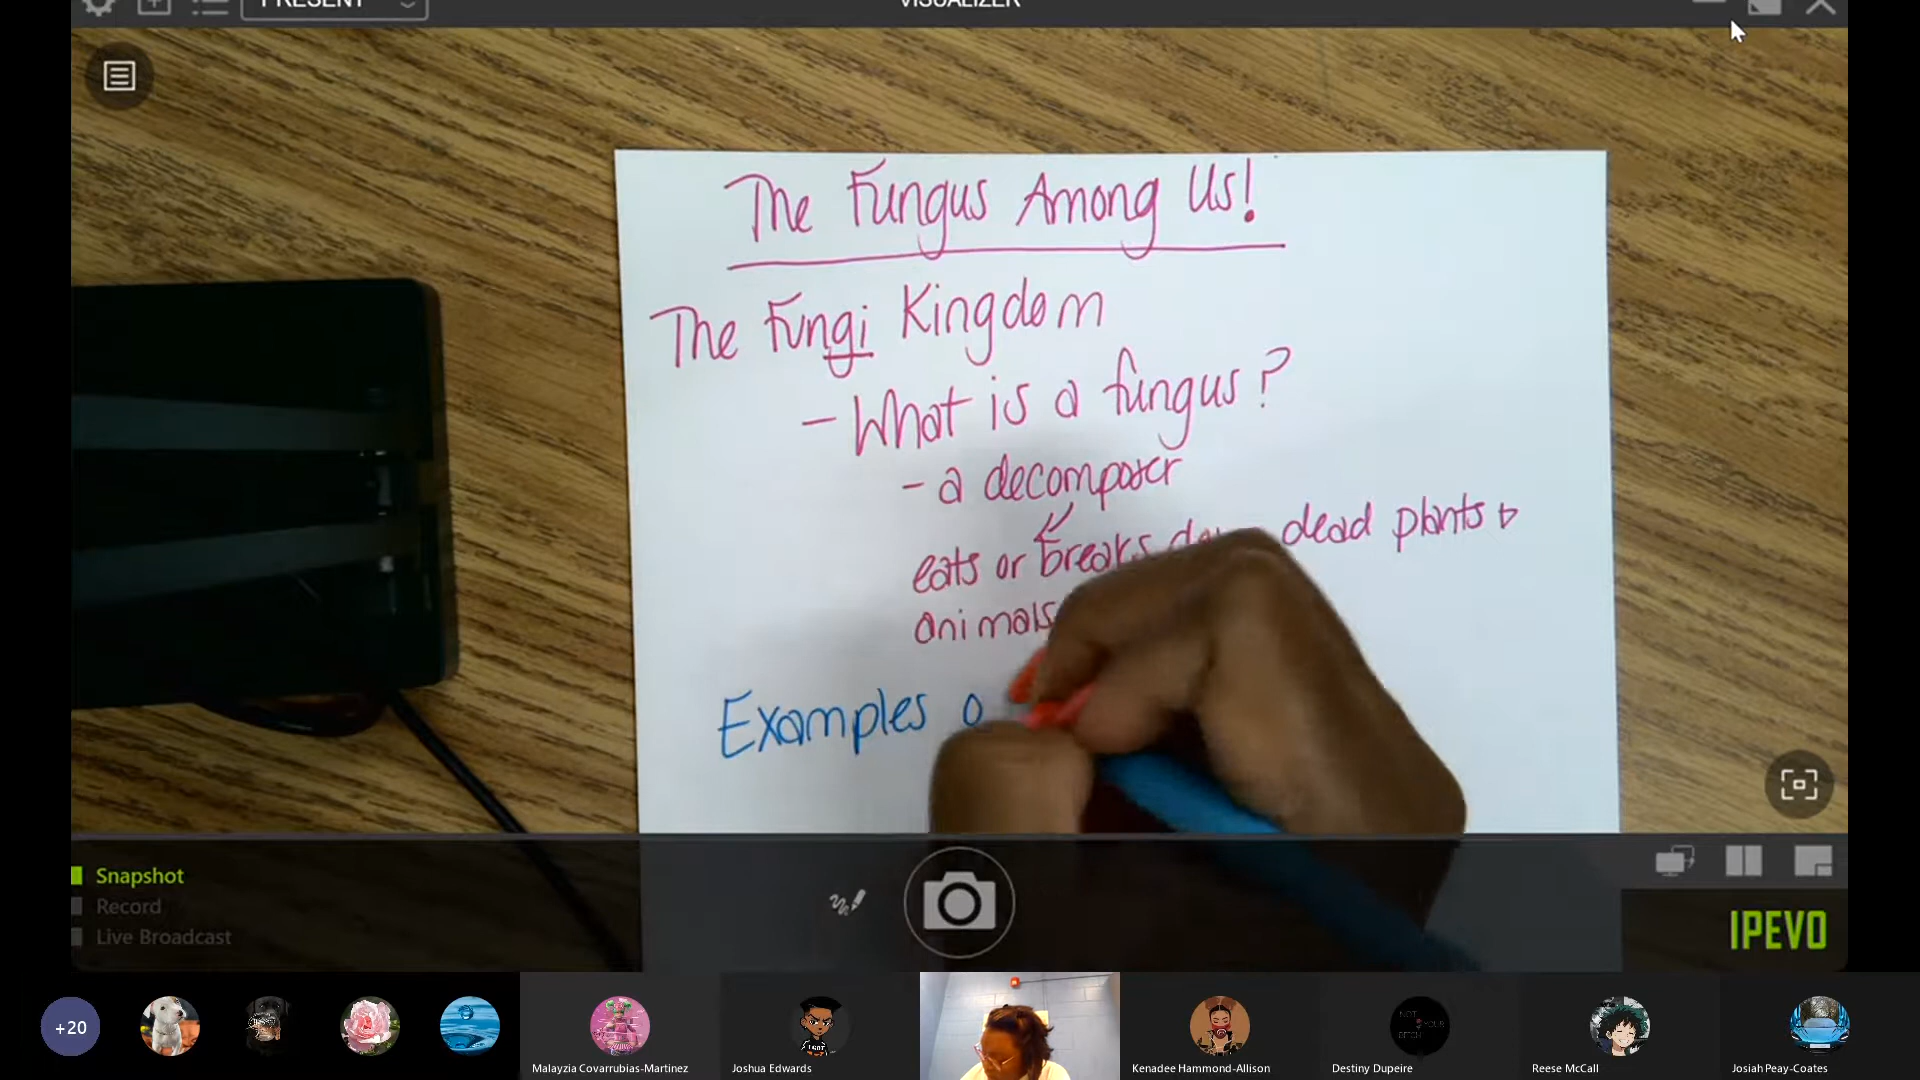 PRESENT
VISUALIZER
The Fungus Among Us!
The Fungi Kingdom
- What is a fungus?
- a decomposer
eats or breaks dead plants
animals
Examples o
Snapshot
Record
Live Broadcast
IPEVO
+20
Malayzia Covarrubias-Martinez
Joshua Edwards
Kenadee Hammond-Allison
Destiny Dupeire
Reese McCall
Josiah Peay-Coates